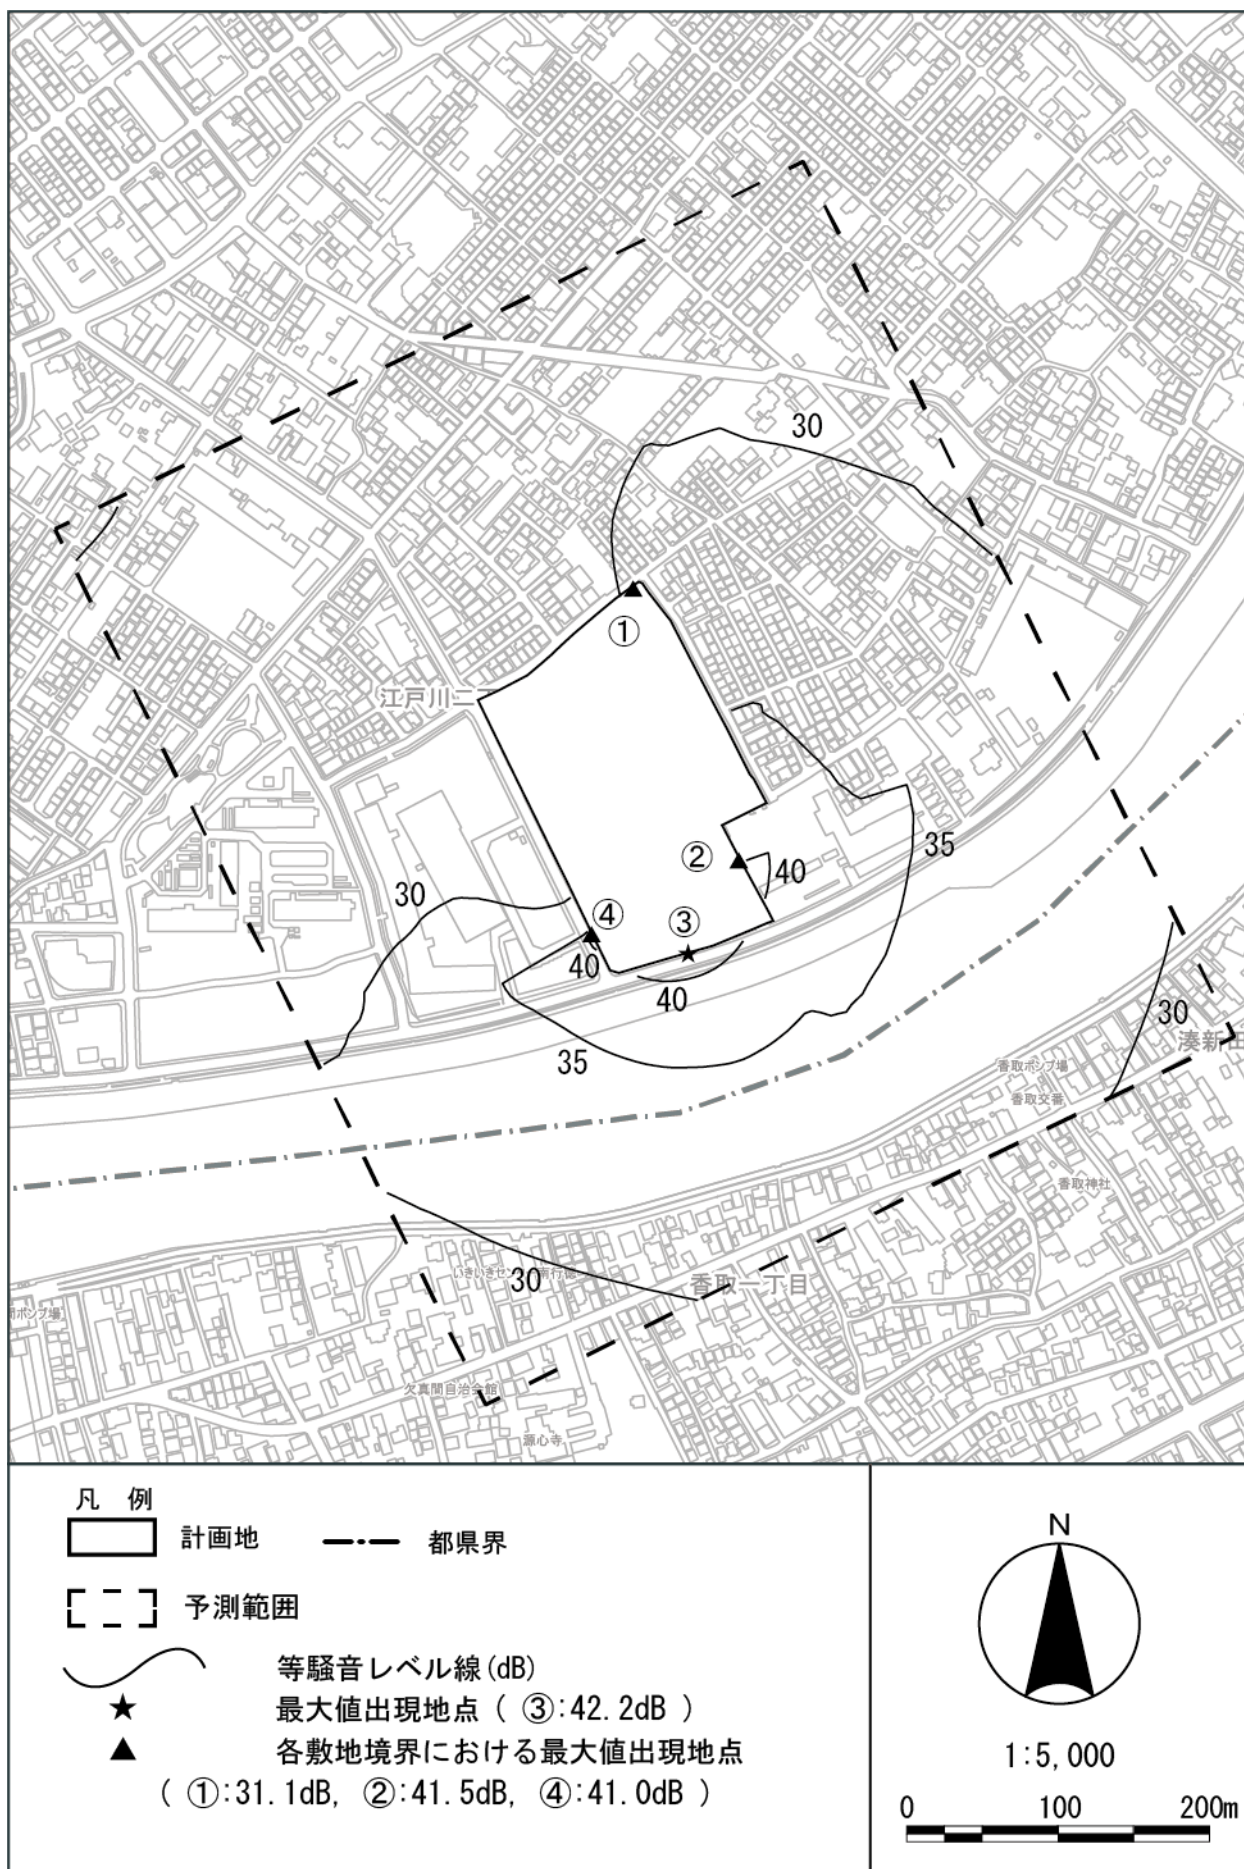 30
①
江戸川二
35
②
40
30
④
③
40
40
35
30
湊新田
香取ポンプ場
香取交番
香取神社
30
香取一丁目
欠真間自治会館
源心寺
凡　例
計画地
都県界
予測範囲
等騒音レベル線(dB)
★ 最大値出現地点（ ③:42.2dB ）
▲ 各敷地境界における最大値出現地点
（ ①:31.1dB, ②:41.5dB, ④:41.0dB ）
N
1:5,000
0 100 200m